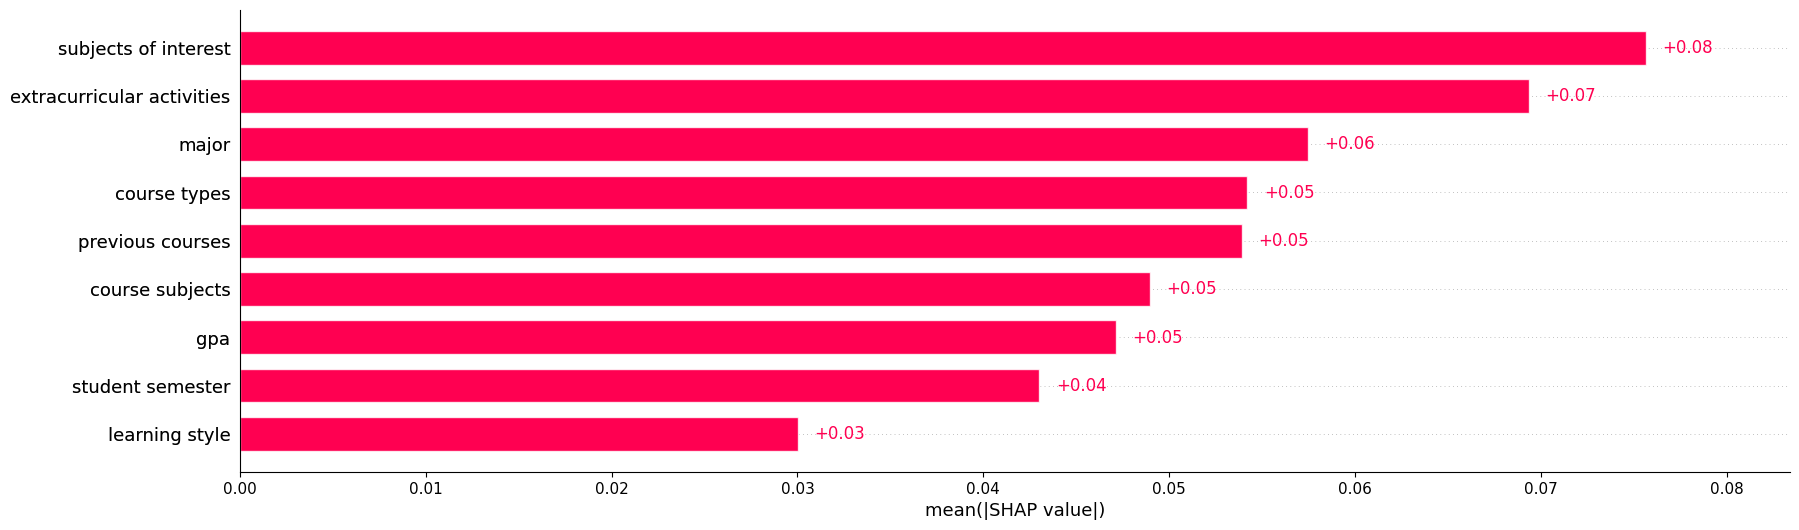 subjects of interest +0.08
extracurricular activities +0.07
major +0.06
course types +0.05
previous courses +0.05
course subjects +0.05
gpa +0.05
student semester +0.04
learning style +0.03
0.00 0.01 0.02 0.03 0.04 0.05 0.06 0.07 0.08
mean(|SHAP value|)